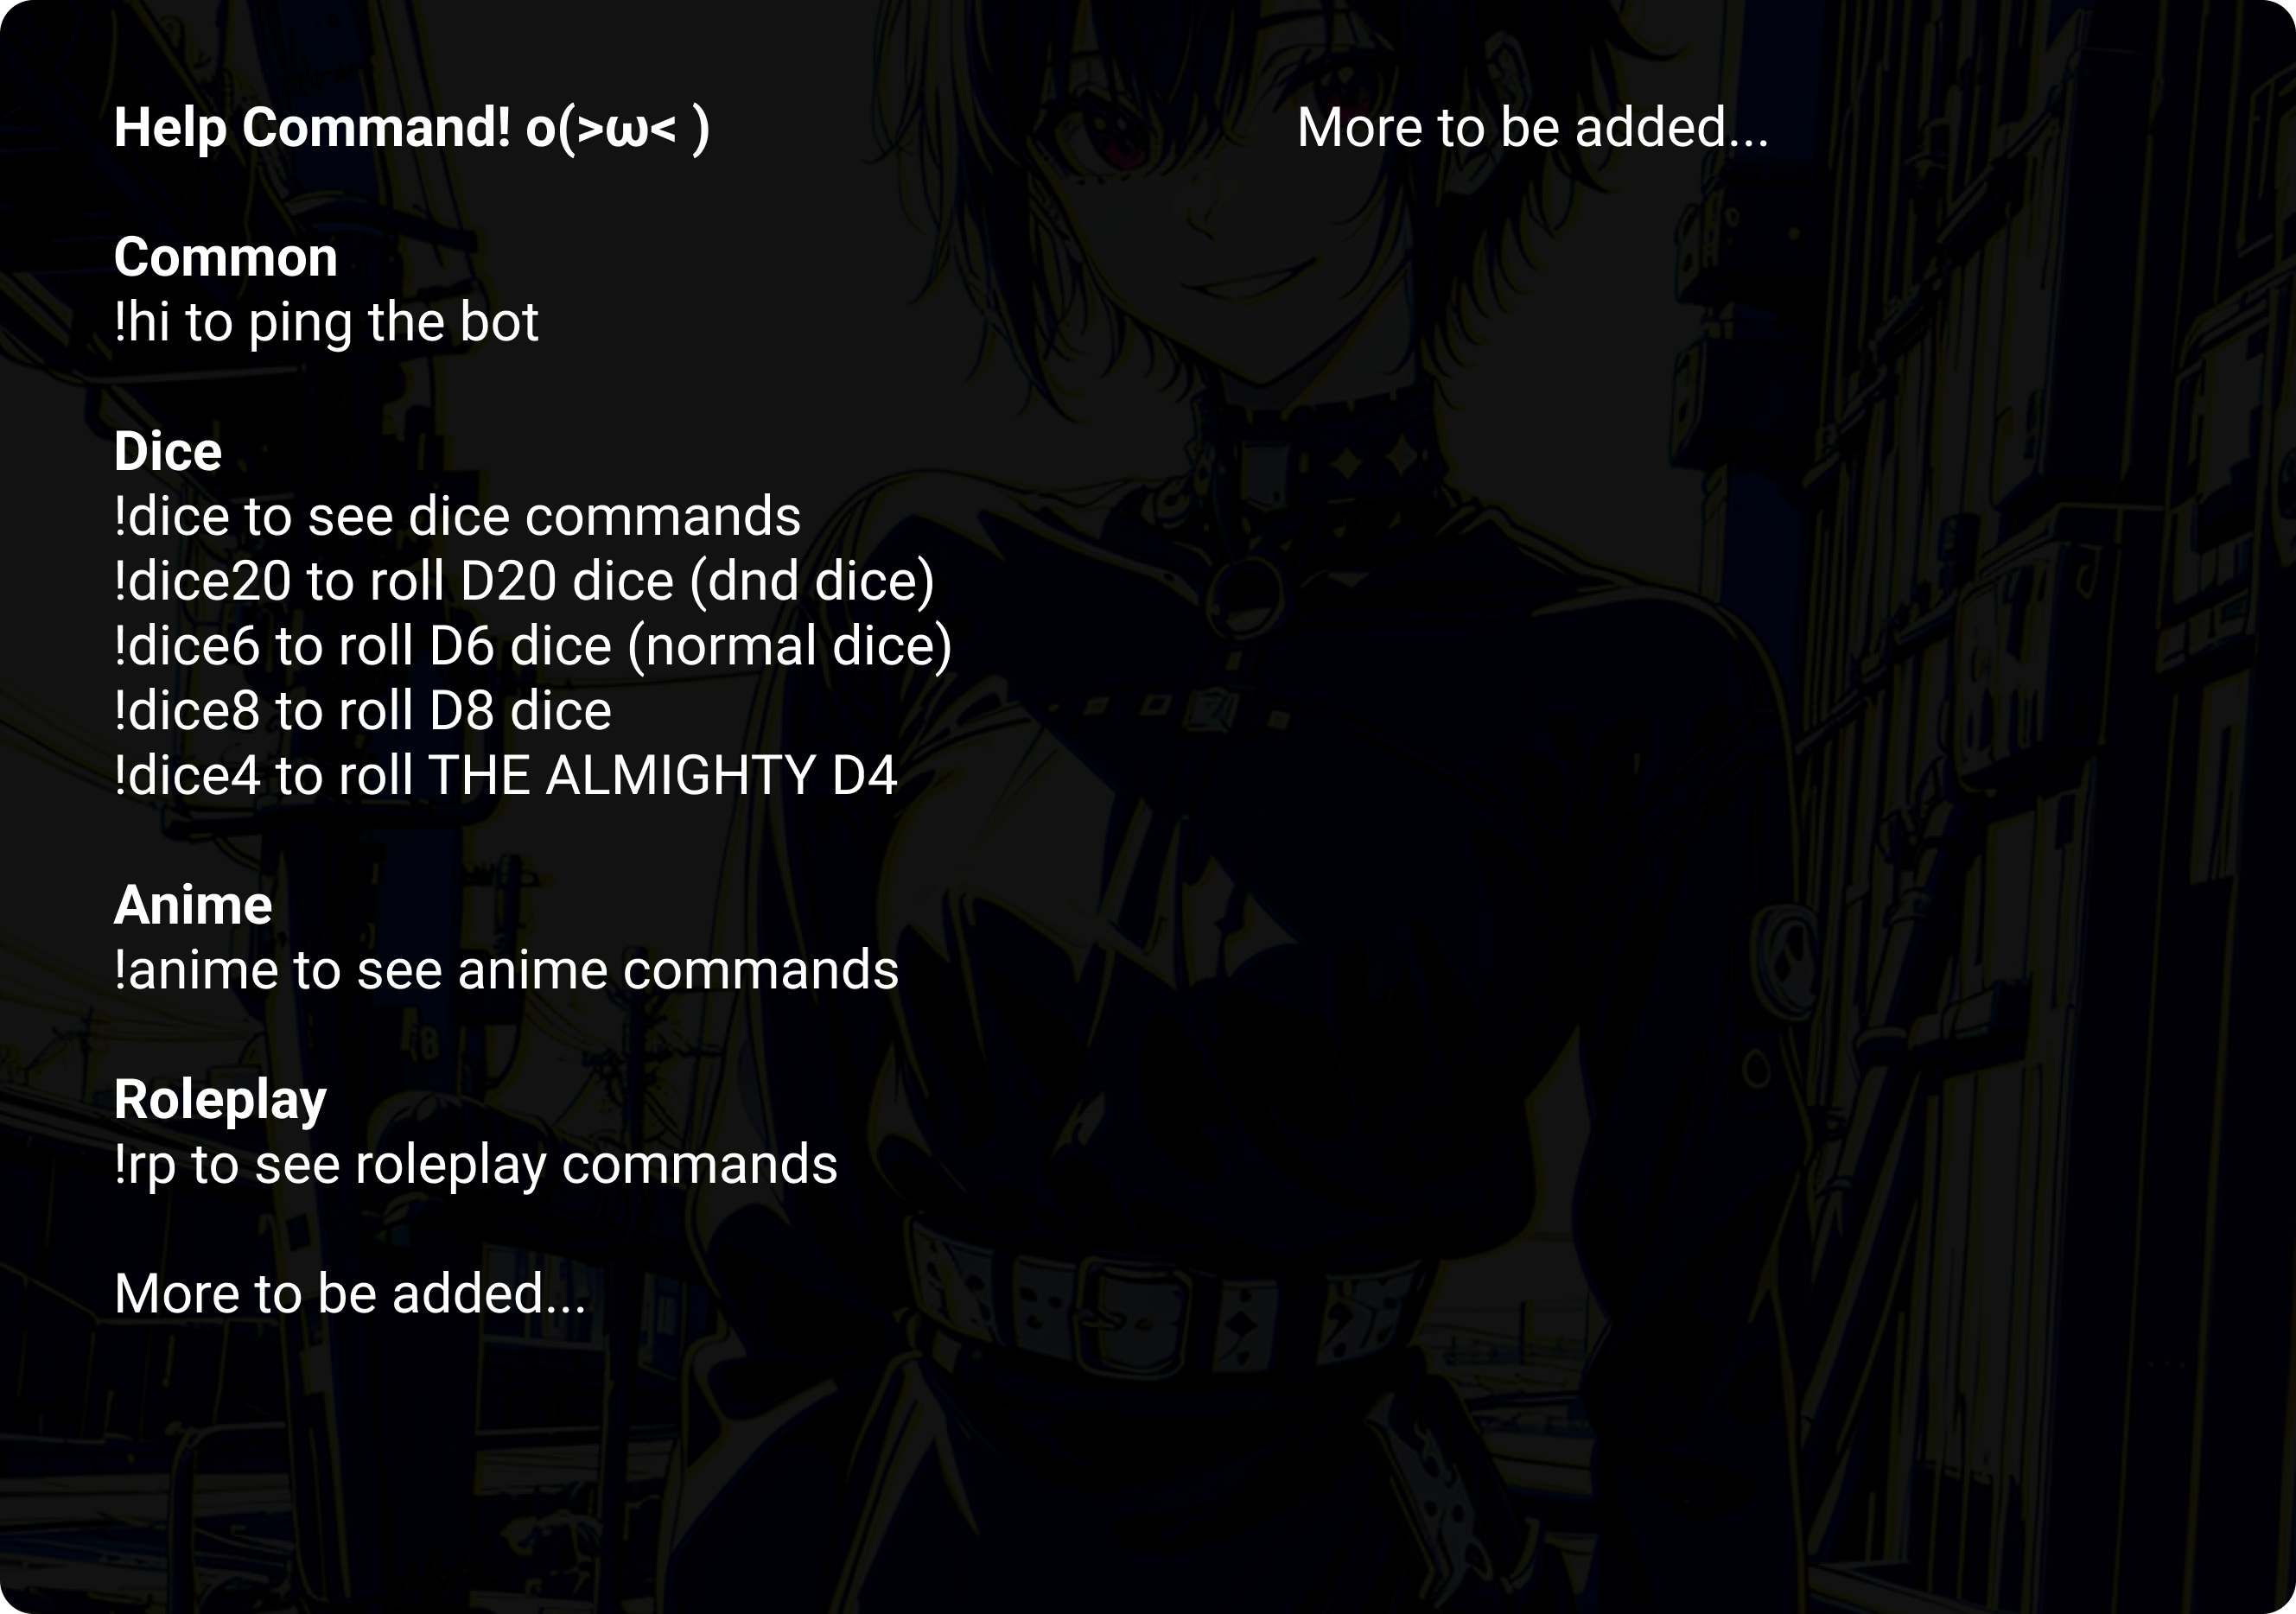 Help Command! o(>ω< )
Common
!hi to ping the bot
Dice
!dice to see dice commands
!dice20 to roll D20 dice (dnd dice)
!dice6 to roll D6 dice (normal dice)
!dice8 to roll D8 dice
!dice4 to roll THE ALMIGHTY D4
Anime
!anime to see anime commands
Roleplay
!rp to see roleplay commands
More to be added...
More to be added...